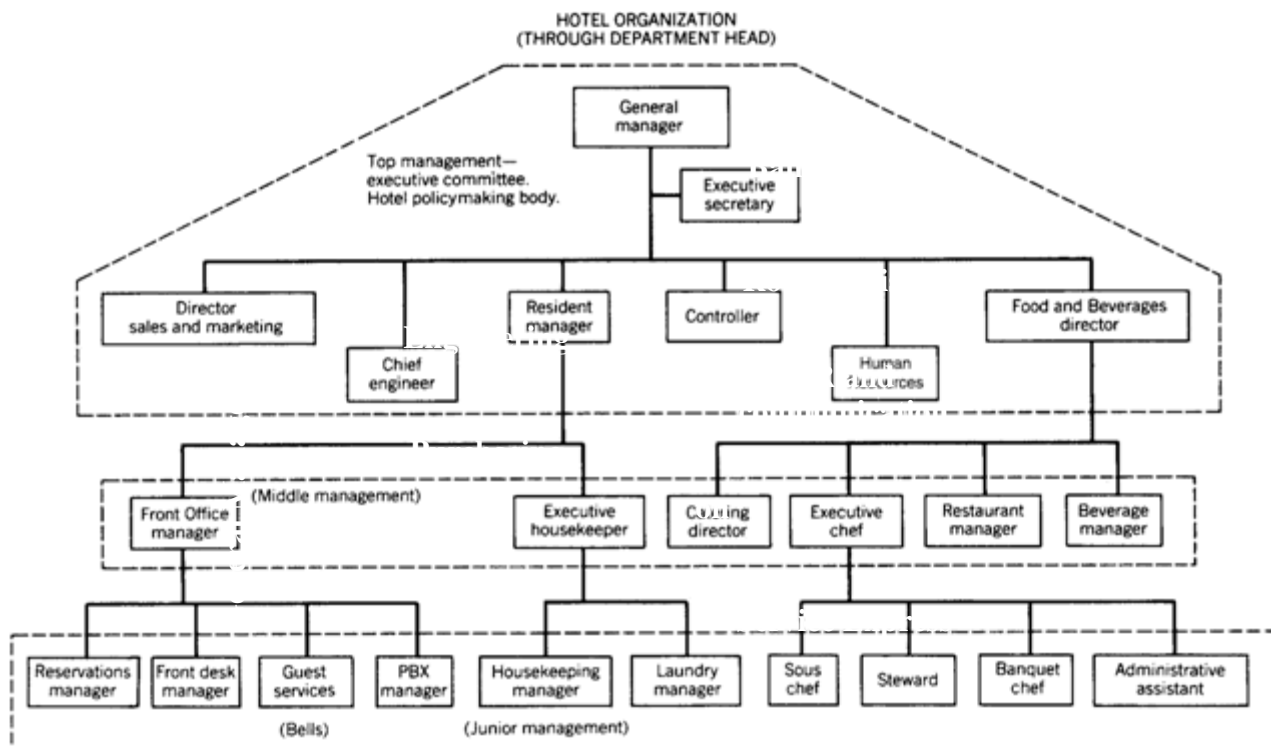 HOTEL ORGANIZATION
(THROUGH DEPARTMENT HEAD)
General
manager
Top management—
executive committee.
Hotel policymaking body.
Executive
secretary
Director
sales and marketing
Resident
manager
Controller
Food and Beverages
director
Chief
engineer
Human
(Middle management)
Front Office
manager
Executive
housekeeper
director
Executive
chef
Restaurant
manager
Beverage
manager
Reservations
manager
Front desk
manager
Guest
services
PBX
manager
Housekeeping
manager
Laundry
manager
Sous
chef
Steward
Banquet
chef
Administrative
assistant
(Bells)
(Junior management)